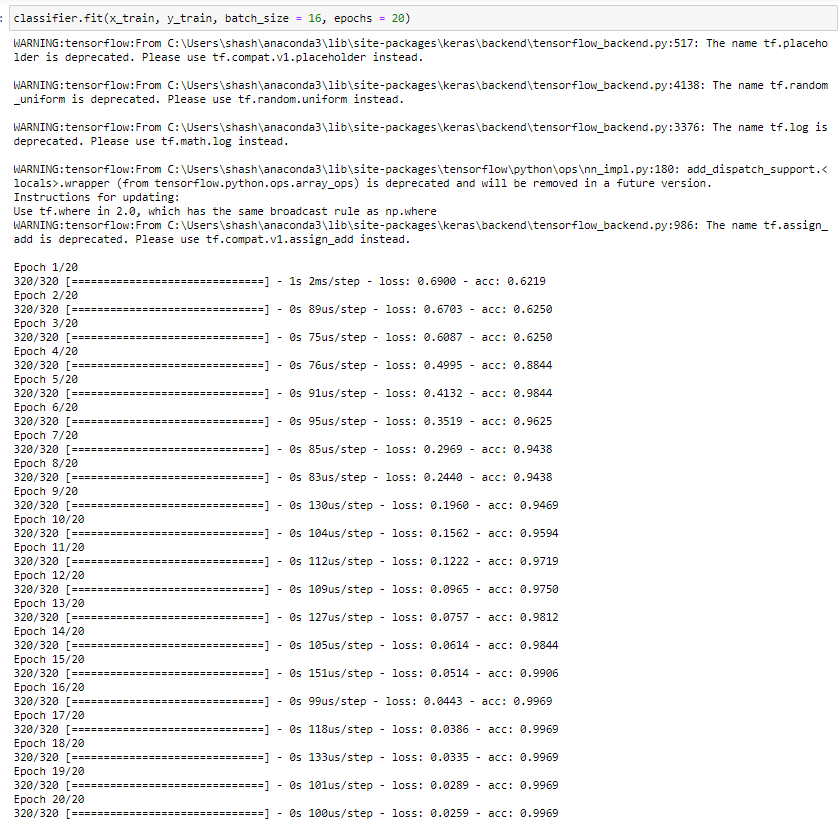 : classifier.fit(x_train, y_train, batch_size = 16, epochs = 20)
WARNING:tensorflow:From C:\Users\shash\anaconda3\lib\site-packages\keras\backend\tensorflow_backend.py:517: The name tf.placeho
lder is deprecated. Please use tf.compat.v1.placeholder instead.
WARNING:tensorflow:From C:\Users\shash\anaconda3\lib\site-packages\keras\backend\tensorflow_backend.py:4138: The name tf.random
_uniform is deprecated. Please use tf.random.uniform instead.
WARNING:tensorflow:From C:\Users\shash\anaconda3\lib\site-packages\keras\backend\tensorflow_backend.py:3376: The name tf.log is
deprecated. Please use tf.math.log instead.
WARNING:tensorflow:From C:\Users\shash\anaconda3\lib\site-packages\tensorflow\python\ops\nn_impl.py:180: add_dispatch_support.<
locals>.wrapper (from tensorflow.python.ops.array_ops) is deprecated and will be removed in a future version.
Instructions for updating:
Use tf.where in 2.0, which has the same broadcast rule as np.where
WARNING:tensorflow:From C:\Users\shash\anaconda3\lib\site-packages\keras\backend\tensorflow_backend.py:986: The name tf.assign_
add is deprecated. Please use tf.compat.v1.assign_add instead.
Epoch 1/20
320/320 [==============================] - 1s 2ms/step - loss: 0.6900 - acc: 0.6219
Epoch 2/20
320/320 [==============================] - 0s 89us/step - loss: 0.6703 - acc: 0.6250
Epoch 3/20
320/320 [==============================] - 0s 75us/step - loss: 0.6087 - acc: 0.6250
Epoch 4/20
320/320 [==============================] - 0s 76us/step - loss: 0.4995 - acc: 0.8844
Epoch 5/20
320/320 [==============================] - 0s 91us/step - loss: 0.4132 - acc: 0.9844
Epoch 6/20
320/320 [==============================] - 0s 95us/step - loss: 0.3519 - acc: 0.9625
Epoch 7/20
320/320 [==============================] - 0s 85us/step - loss: 0.2969 - acc: 0.9438
Epoch 8/20
320/320 [==============================] - 0s 83us/step - loss: 0.2440 - acc: 0.9438
Epoch 9/20
320/320 [==============================] - 0s 130us/step - loss: 0.1960 - acc: 0.9469
Epoch 10/20
320/320 [==============================] - 0s 104us/step - loss: 0.1562 - acc: 0.9594
Epoch 11/20
320/320 [==============================] - 0s 112us/step - loss: 0.1222 - acc: 0.9719
Epoch 12/20
320/320 [==============================] - 0s 109us/step - loss: 0.0965 - acc: 0.9750
Epoch 13/20
320/320 [==============================] - 0s 127us/step - loss: 0.0757 - acc: 0.9812
Epoch 14/20
320/320 [==============================] - 0s 105us/step - loss: 0.0614 - acc: 0.9844
Epoch 15/20
320/320 [==============================] - 0s 151us/step - loss: 0.0514 - acc: 0.9906
Epoch 16/20
320/320 [==============================] - 0s 99us/step - loss: 0.0443 - acc: 0.9969
Epoch 17/20
320/320 [==============================] - 0s 118us/step - loss: 0.0386 - acc: 0.9969
Epoch 18/20
320/320 [==============================] - 0s 133us/step - loss: 0.0335 - acc: 0.9969
Epoch 19/20
320/320 [==============================] - 0s 101us/step - loss: 0.0289 - acc: 0.9969
Epoch 20/20
320/320 [==============================] - 0s 100us/step - loss: 0.0259 - acc: 0.9969